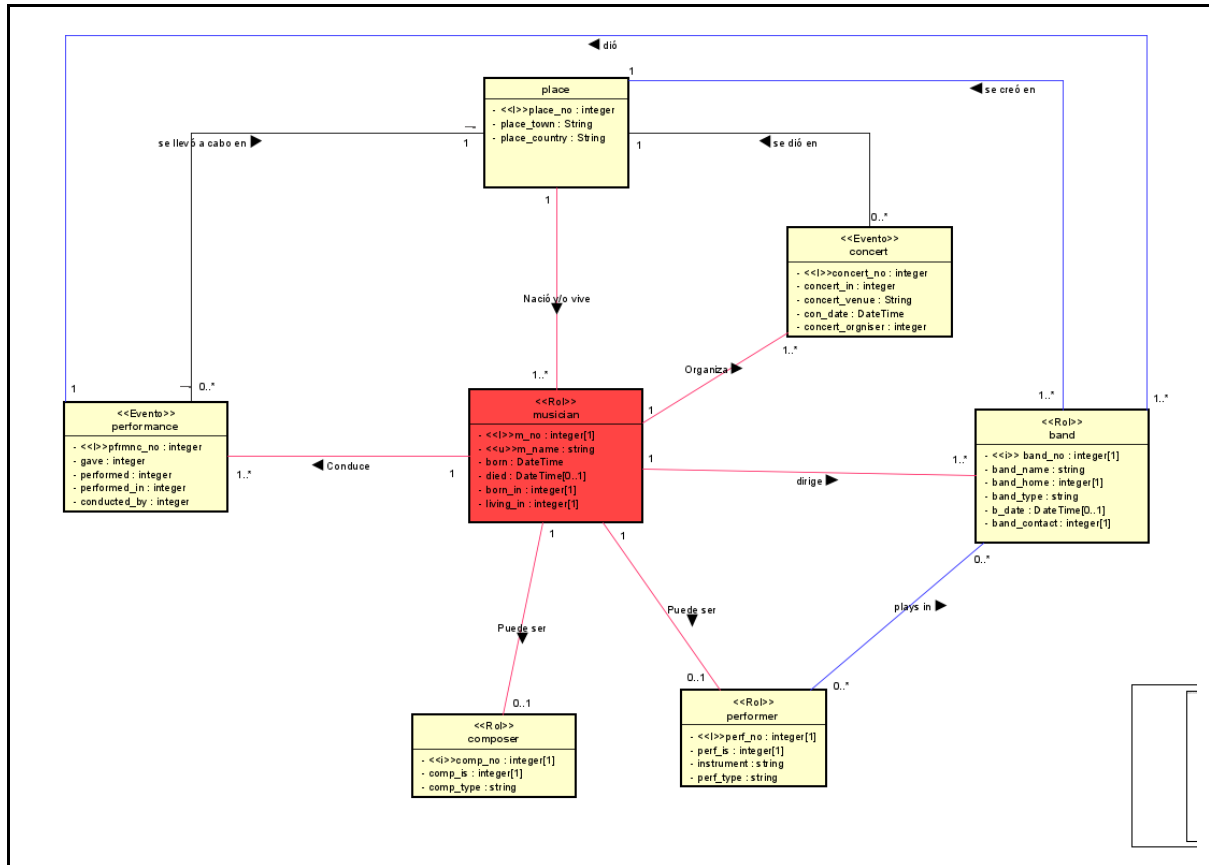 ◄ dió
1
place
- <<I>>place_no : integer
- place_town : String
- place_country : String
1
◄ se creó en
se llevó a cabo en ►
1
1
◄ se dió en
1
0..*
<<Evento>>
concert
- <<I>>concert_no : integer
- concert_in : integer
- concert_venue : String
- con_date : DateTime
- concert_orgniser : integer
Nació y/o vive
▼
1..*
Organiza ►
1..*
1
0..*
1..*
1..*
<<Evento>>
performance
- <<I>>pfrmnc_no : integer
- gave : integer
- performed : integer
- performed_in : integer
- conducted_by : integer
<<Rol>>
musician
- <<I>>m_no : integer[1]
- <<u>>m_name : string
- born : DateTime
- died : DateTime[0..1]
- born_in : integer[1]
- living_in : integer[1]
1
<<Rol>>
band
- <<i>> band_no : integer[1]
- band_name : string
- band_home : integer[1]
- band_type : string
- b_date : DateTime[0..1]
- band_contact : integer[1]
1..*
◄ Conduce
1
1
dirige ►
1..*
1
1
0..*
Puede ser
▼
Puede ser
▼
plays in ►
0..1
0..1
0..*
<<Rol>>
composer
- <<i>>comp_no : integer[1]
- comp_is : integer[1]
- comp_type : string
<<Rol>>
performer
- <<I>>perf_no : integer[1]
- perf_is : integer[1]
- instrument : string
- perf_type : string